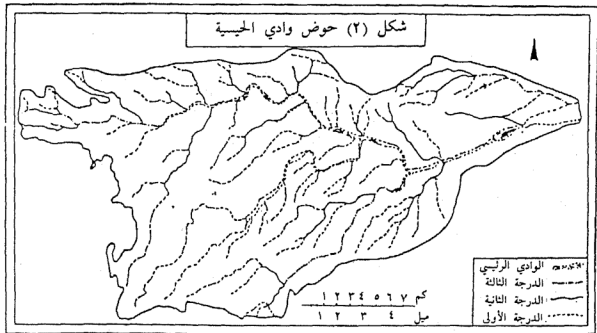 شكل (٢) حوض وادي الحيسية
الوادي الرئيسي
الدرجة الثالثة
الدرجة الثانية
الدرجة الأولى
١ ٢ ٣ ٤ ٥ ٦ ٧ كم
١ ٢ ٣ ٤ ميل